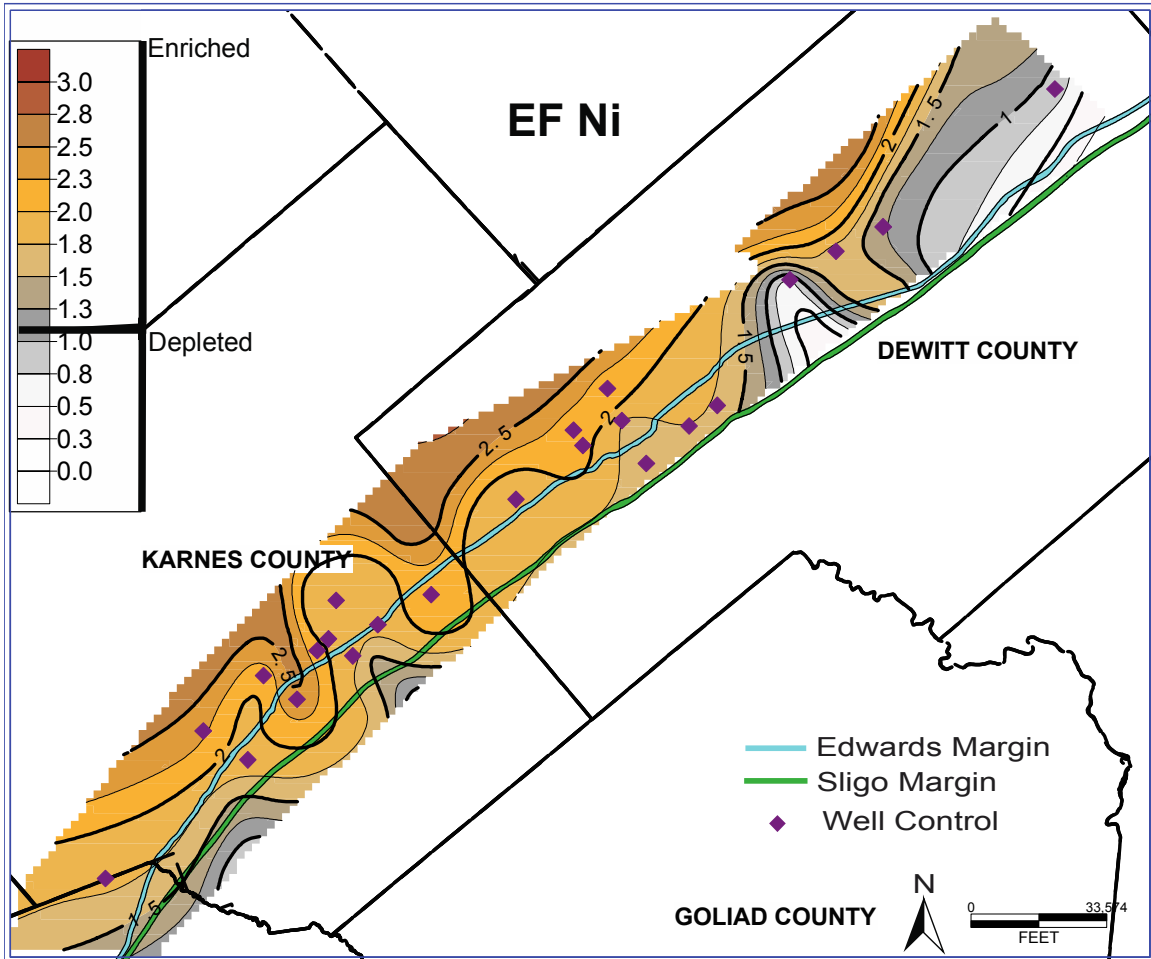 Enriched
3.0
2.8
2.5
2.3
2.0
1.8
1.5
1.3
Depleted
1.0
0.8
0.5
0.3
0.0
EF Ni
1.5
2
1
1.5
DEWITT COUNTY
2
2.5
KARNES COUNTY
2.5
2
1.5
Edwards Margin
Sligo Margin
Well Control
GOLIAD COUNTY
N
0 33,574
FEET